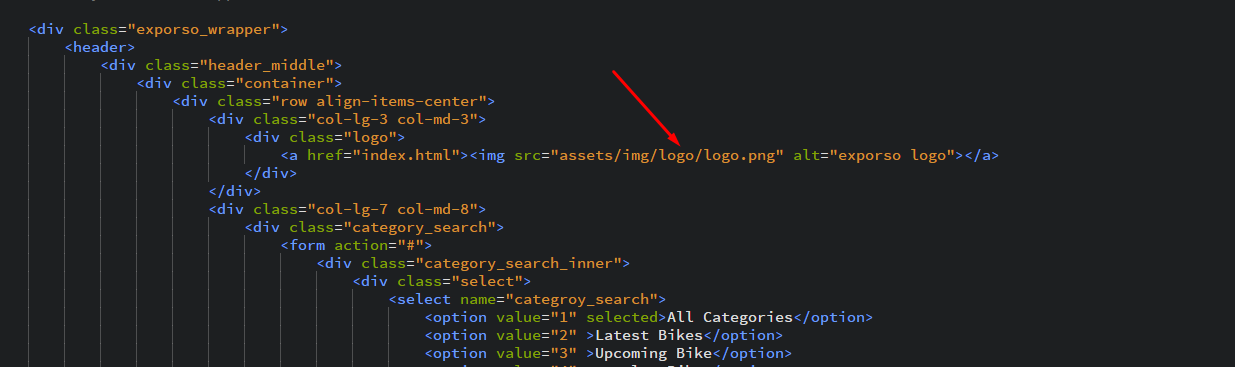 <div class="exporso_wrapper">
<header>
<div class="header_middle">
<div class="container">
<div class="row align-items-center">
<div class="col-lg-3 col-md-3">
<div class="logo">
<a href="index.html"><img src="assets/img/logo/logo.png" alt="exporso logo"></a>
</div>
</div>
<div class="col-lg-7 col-md-8">
<div class="category_search">
<form action="#">
<div class="category_search_inner">
<div class="select">
<select name="categroy_search">
<option value="1" selected>All Categories</option>
<option value="2" >Latest Bikes</option>
<option value="3" >Upcoming Bike</option>